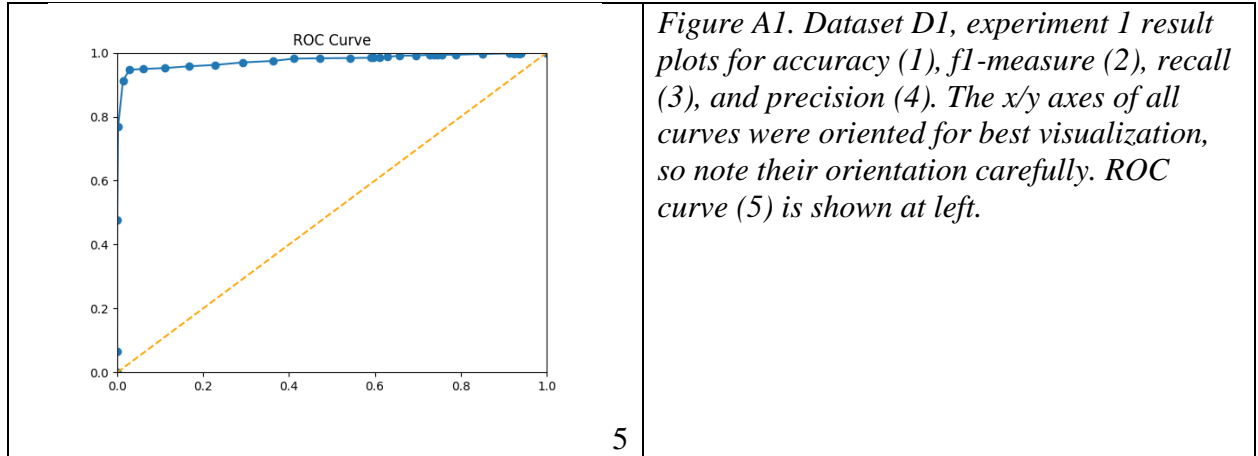 ROC Curve
1.0
0.8
0.6
0.4
0.2
0.0
0.0 0.2 0.4 0.6 0.8 1.0
5
Figure A1. Dataset D1, experiment 1 result
plots for accuracy (1), f1-measure (2), recall
(3), and precision (4). The x/y axes of all
curves were oriented for best visualization,
so note their orientation carefully. ROC
curve (5) is shown at left.